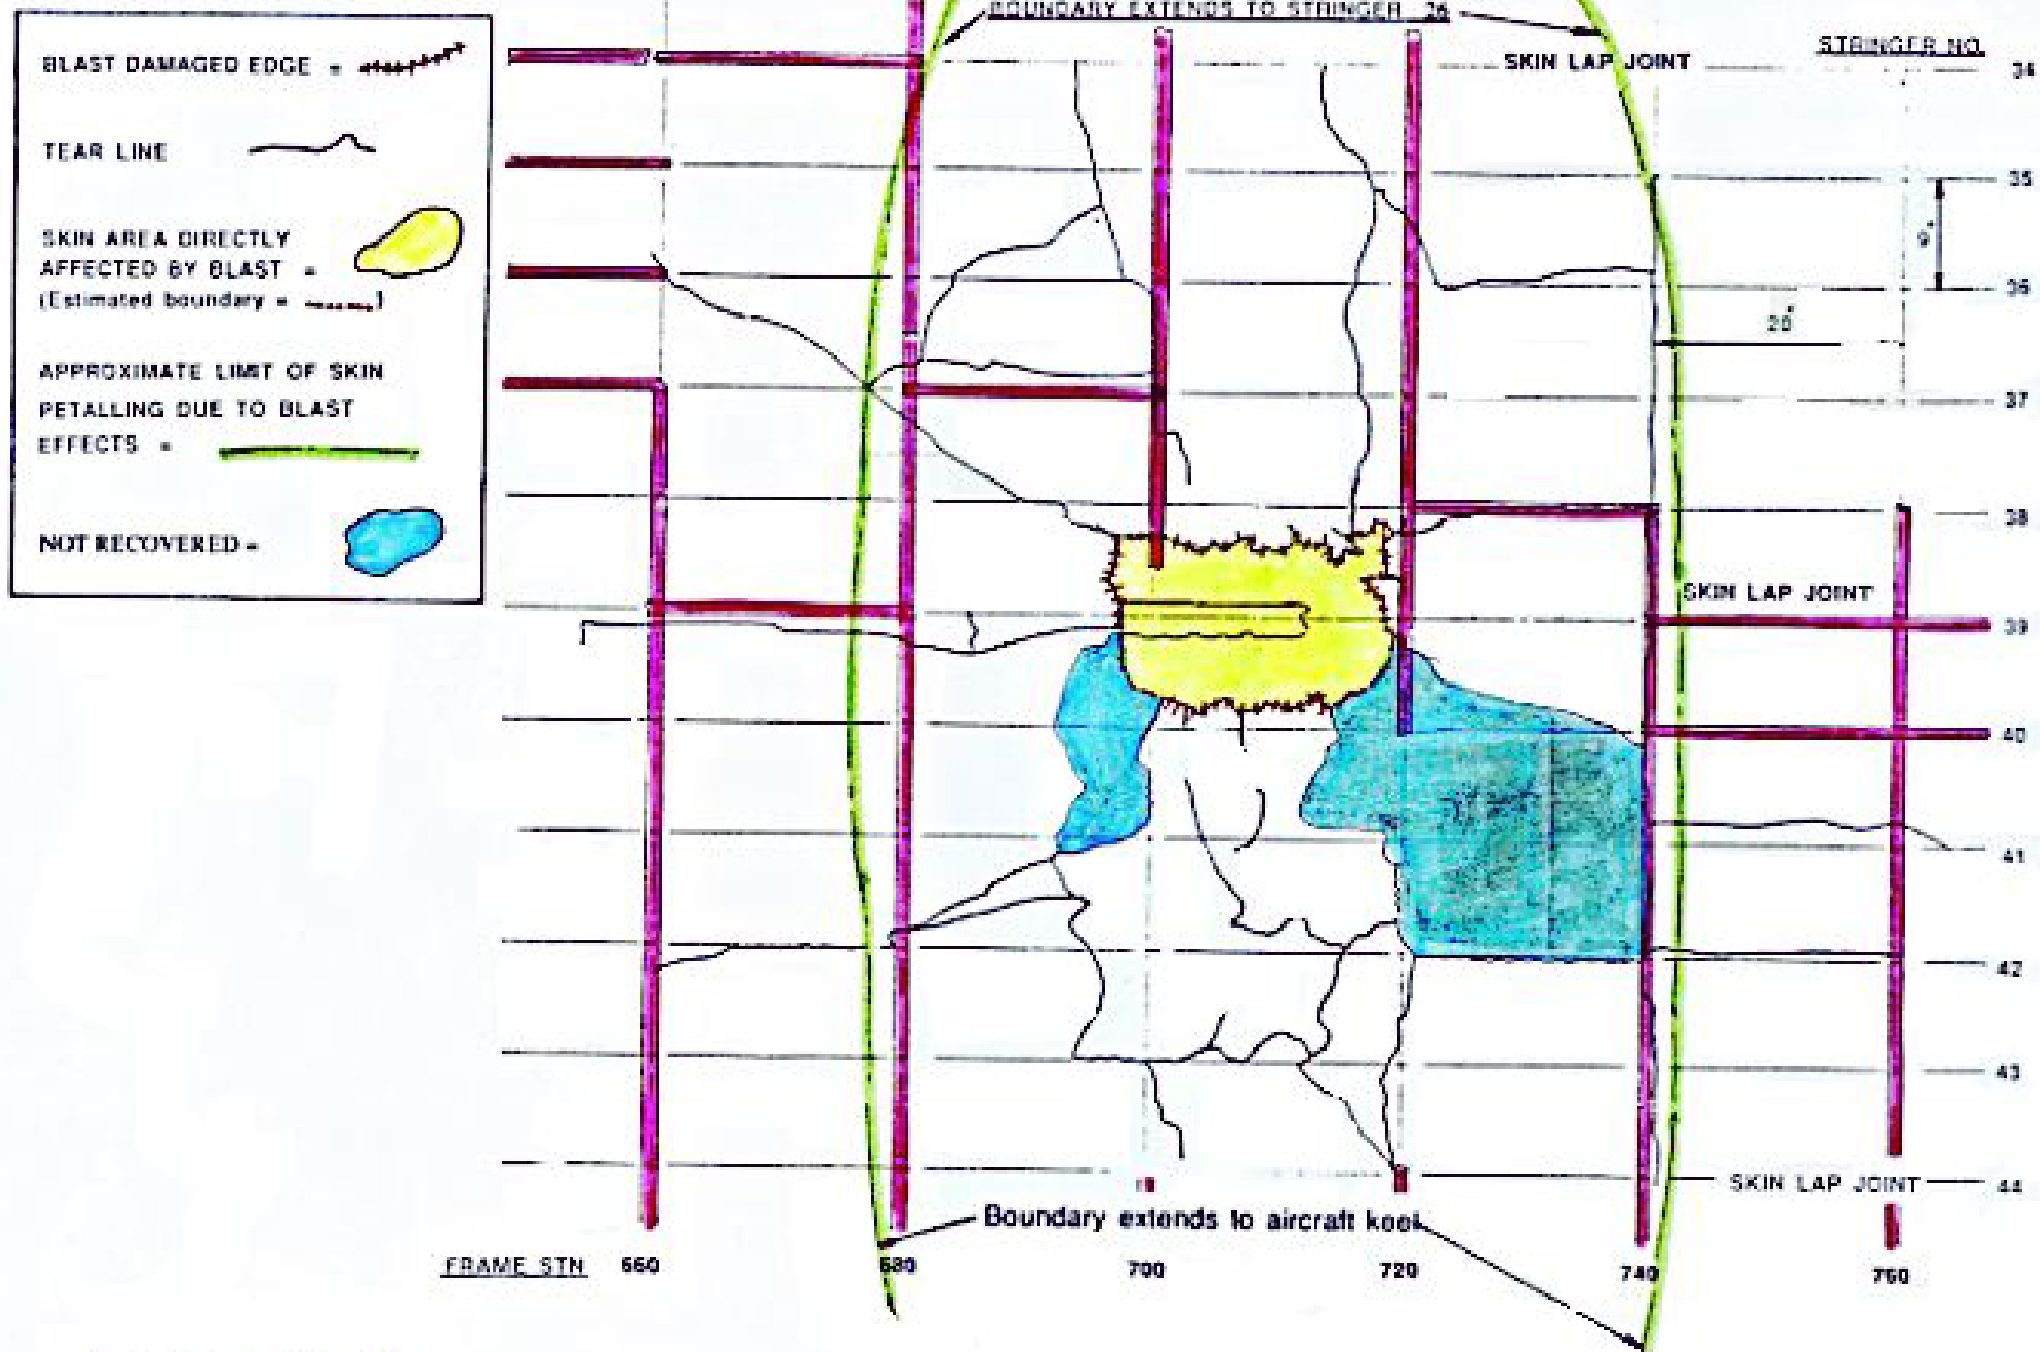 BOUNDARY EXTENDS TO STRINGER 26
BLAST DAMAGED EDGE =
TEAR LINE
SKIN AREA DIRECTLY
AFFECTED BY BLAST =
(Estimated boundary = )
APPROXIMATE LIMIT OF SKIN
PETALLING DUE TO BLAST
EFFECTS =
NOT RECOVERED =
STRINGER NO.
SKIN LAP JOINT
34
35
9"
36
20"
37
38
SKIN LAP JOINT
39
40
41
42
43
SKIN LAP JOINT
44
Boundary extends to aircraft keel
FRAME STN 660 680 700 720 740 760